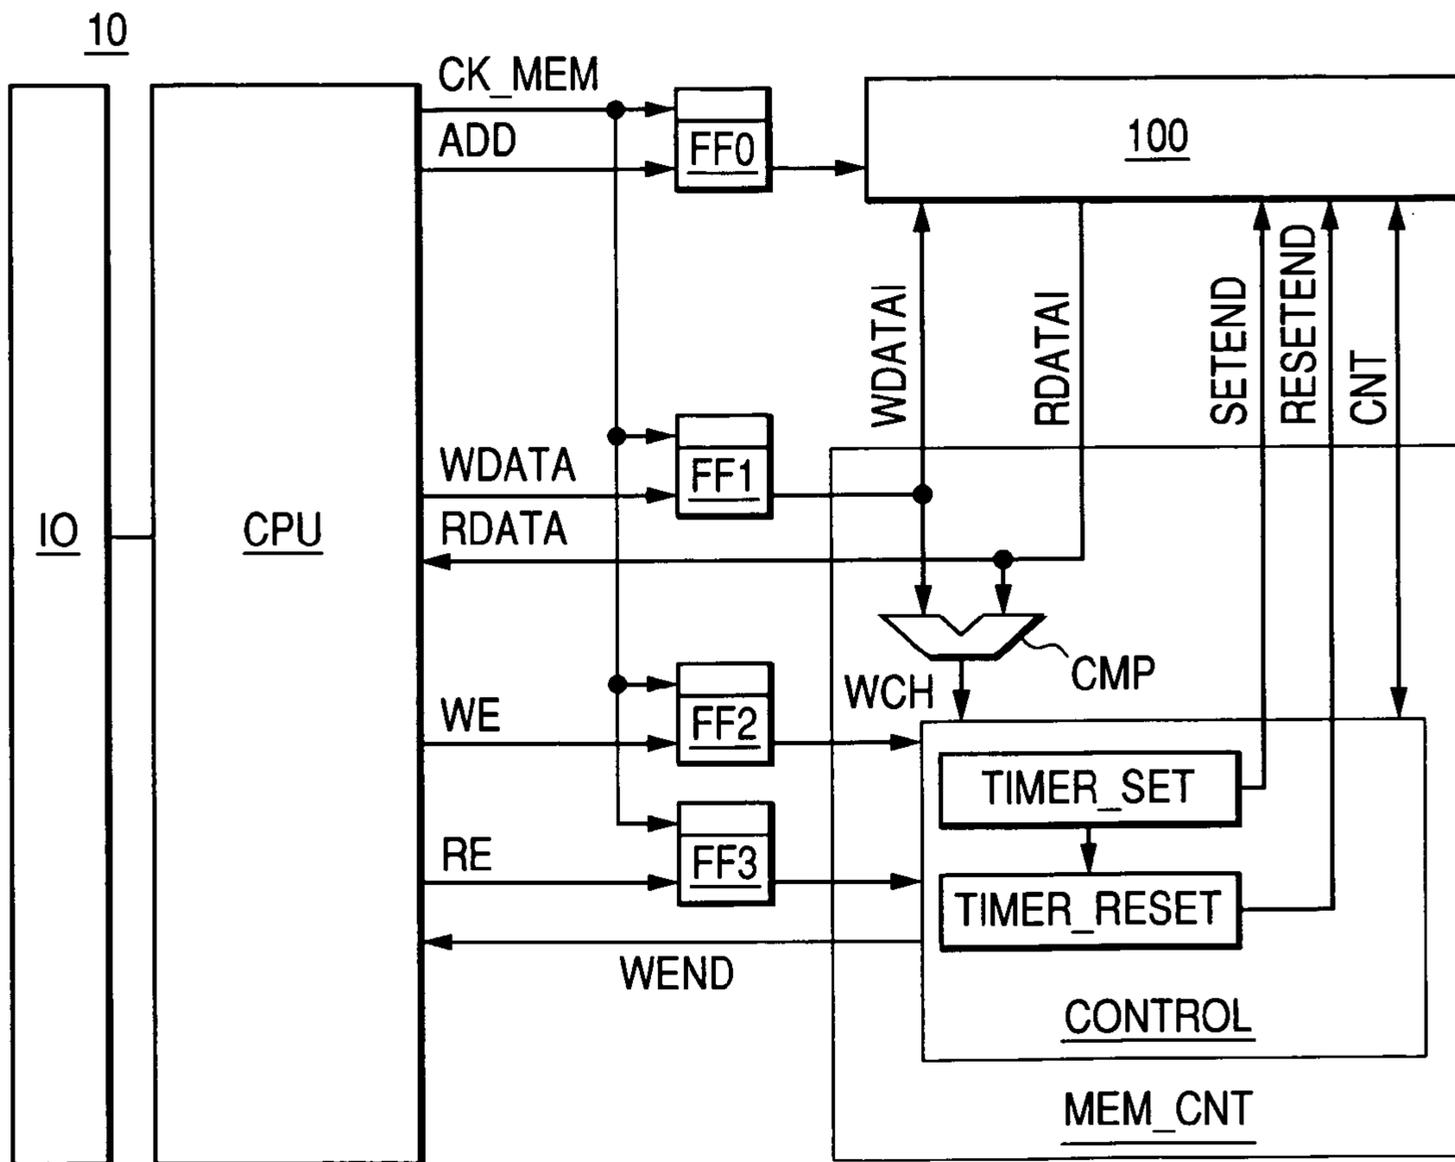 10
CK_MEM
ADD
FF0
100
WDATAI
RDATAI
SETEND
RESETEND
CNT
WDATA
FF1
RDATA
IO
CPU
CMP
WCH
WE
FF2
TIMER_SET
RE
FF3
TIMER_RESET
WEND
CONTROL
MEM_CNT